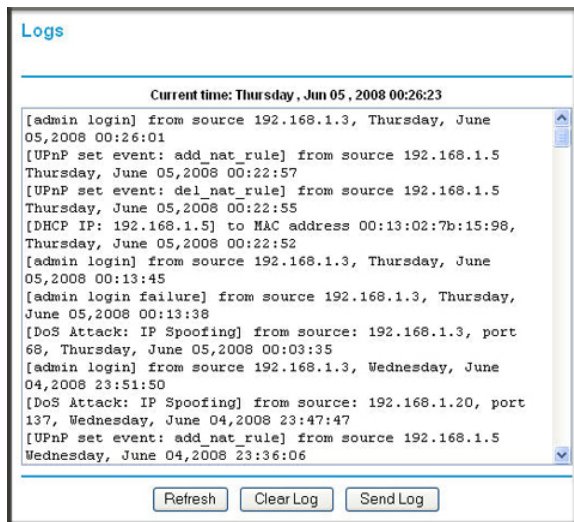 Logs
Current time: Thursday , Jun 05 , 2008 00:26:23
[admin login] from source 192.168.1.3, Thursday, June
05,2008 00:26:01
[UPnP set event: add_nat_rule] from source 192.168.1.5
Thursday, June 05,2008 00:22:57
[UPnP set event: del_nat_rule] from source 192.168.1.5
Thursday, June 05,2008 00:22:55
[DHCP IP: 192.168.1.5] to MAC address 00:13:02:7b:15:98,
Thursday, June 05,2008 00:22:52
[admin login] from source 192.168.1.3, Thursday, June
05,2008 00:13:45
[admin login failure] from source 192.168.1.3, Thursday,
June 05,2008 00:13:38
[DoS Attack: IP Spoofing] from source: 192.168.1.3, port
68, Thursday, June 05,2008 00:03:35
[admin login] from source 192.168.1.3, Wednesday, June
04,2008 23:51:50
[DoS Attack: IP Spoofing] from source: 192.168.1.20, port
137, Wednesday, June 04,2008 23:47:47
[UPnP set event: add_nat_rule] from source 192.168.1.5
Wednesday, June 04,2008 23:36:06
Refresh Clear Log Send Log